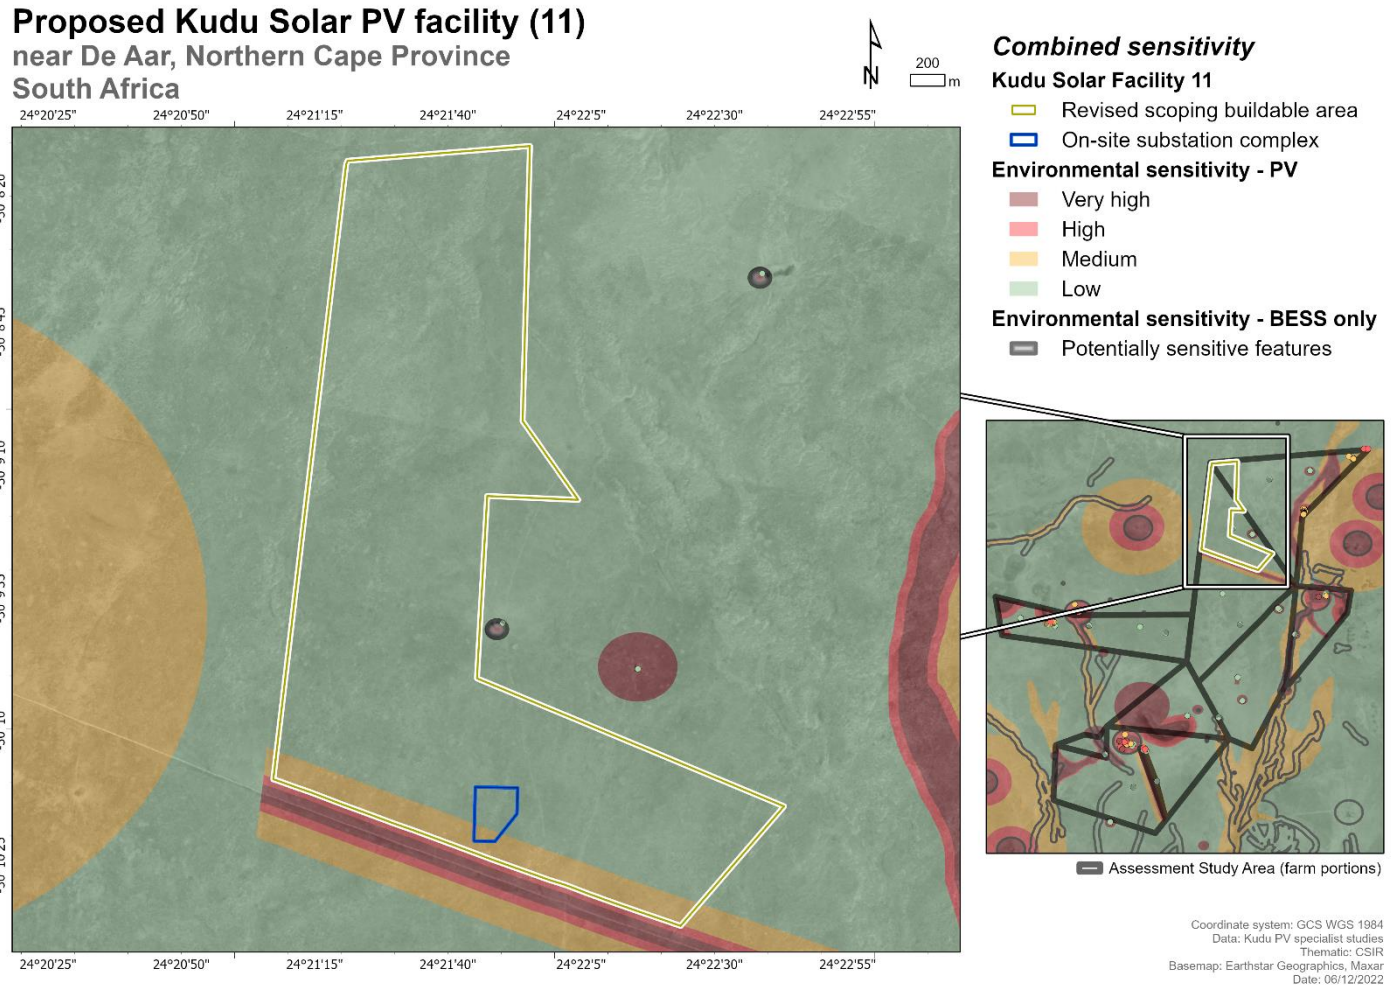 Proposed Kudu Solar PV facility (11)
near De Aar, Northern Cape Province
South Africa
N
200
m
24°20'25"
24°20'50"
24°21'15"
24°21'40"
24°22'5"
24°22'30"
24°22'55"
24°20'25"
24°20'50"
24°21'15"
24°21'40"
24°22'5"
24°22'30"
24°22'55"
Combined sensitivity
Kudu Solar Facility 11
Revised scoping buildable area
On-site substation complex
Environmental sensitivity - PV
Very high
High
Medium
Low
Environmental sensitivity - BESS only
Potentially sensitive features
Assessment Study Area (farm portions)
Coordinate system: GCS WGS 1984
Data: Kudu PV specialist studies
Thematic: CSIR
Basemap: Earthstar Geographics, Maxar
Date: 06/12/2022